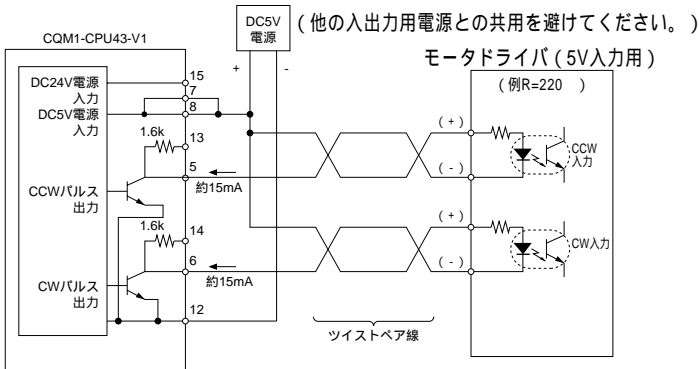 DC5V
電源
(他の入出力用電源との共用を避けてください。)
CQM1-CPU43-V1
モータドライバ(5V入力用)
(例R=220 )
+
-
DC24V電源
入力
15
7
DC5V電源
入力
8
1.6k
13
5
約15mA
CCWパルス
出力
1.6k
14
6
約15mA
CWパルス
出力
12
(+)
(-)
CCW
入力
(+)
(-)
CW入力
ツイストペア線